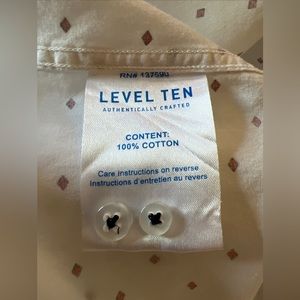 RN# 137590
LEVEL TEN
AUTHENTICALLY CRAFTED
CONTENT:
100% COTTON
Care instructions on reverse
Instructions d'entretien au revers